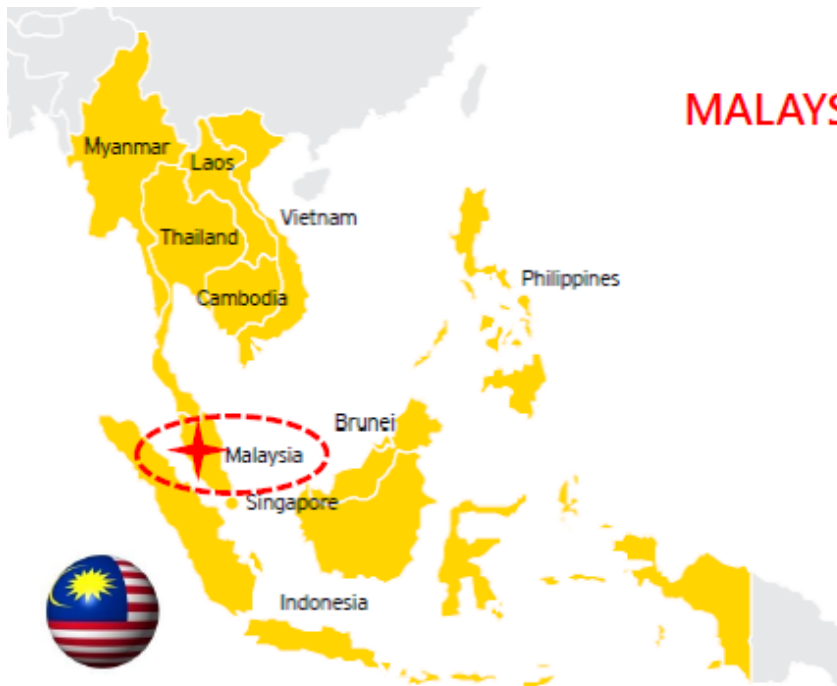 MALAYS
Myanmar
Laos
Vietnam
Thailand
Philippines
Cambodia
Brunei
Malaysia
Singapore
Indonesia